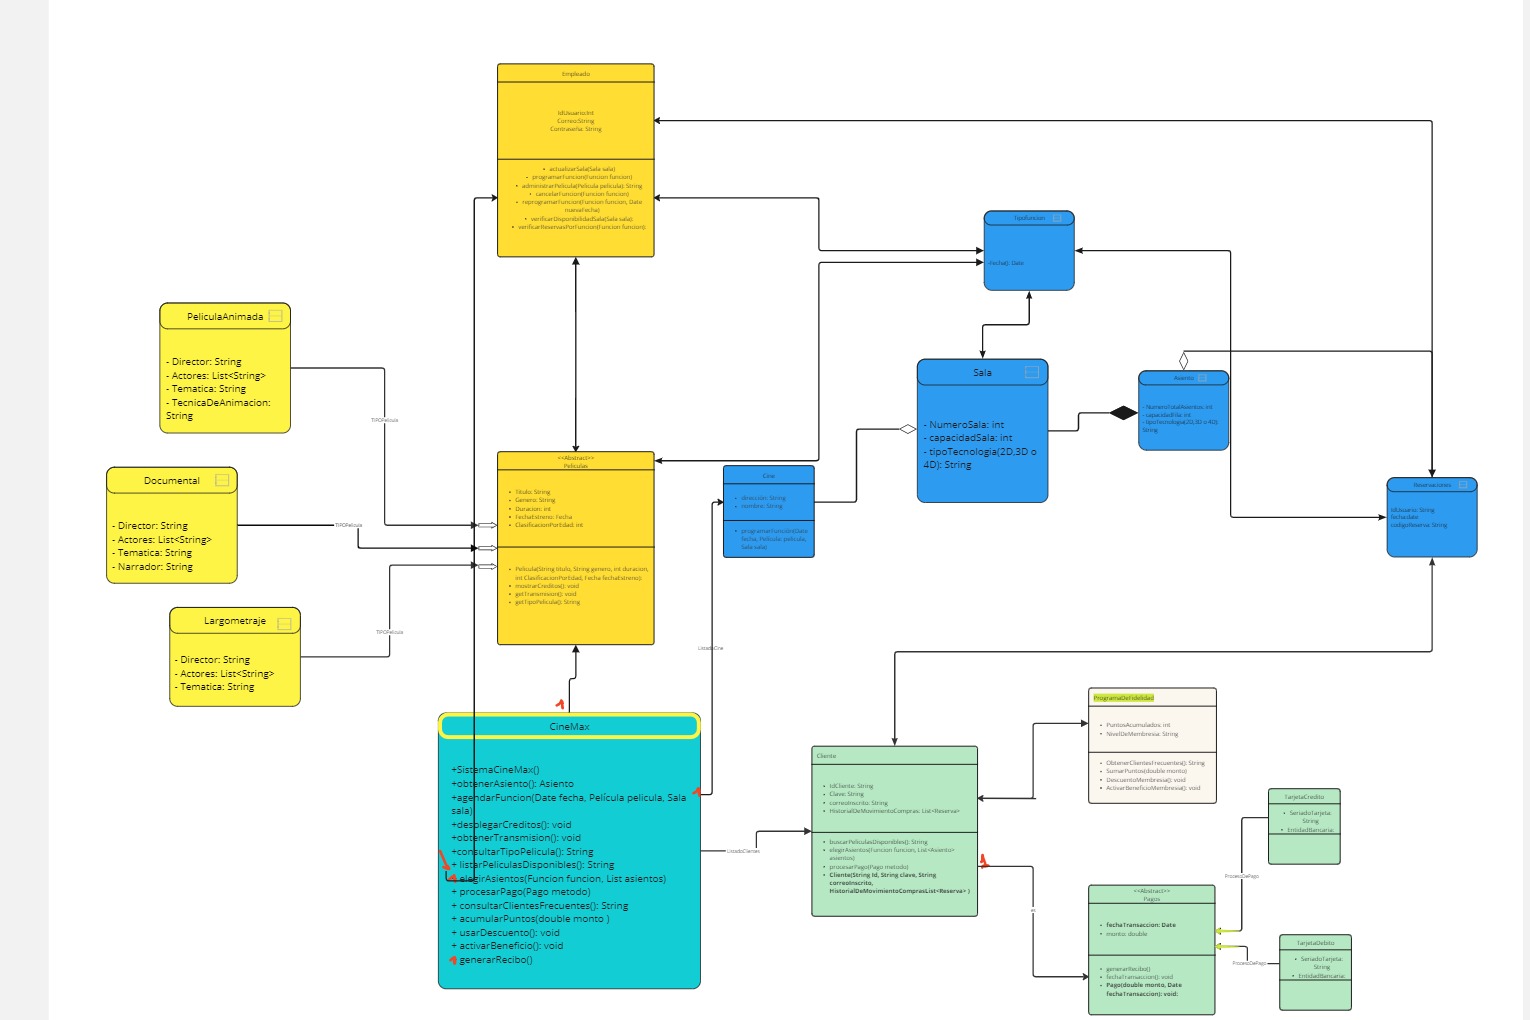 Empleado
IdUsuario:int
Correo:String
Contraseña: String
• actualizarSala(Sala sala)
• programarFuncion(Funcion funcion)
• administrarPelicula(Pelicula pelicula): String
• cancelarFuncion(Funcion funcion)
• reprogramarFuncion(Funcion funcion, Date
nuevaFecha)
• verificarDisponibilidadSala(Sala sala);
• verificarReservasPorFuncion(Funcion funcion);
TipoFuncion
-fecha(): Date
PeliculaAnimada
- Director: String
- Actores: List<String>
- Tematica: String
- TecnicaDeAnimacion:
String
TIPOPelicula
Documental
- Director: String
- Actores: List<String>
- Tematica: String
- Narrador: String
TIPOPelicula
Largometraje
- Director: String
- Actores: List<String>
- Tematica: String
TIPOPelicula
<<Abstract>>
Peliculas
• Titulo: String
• Genero: String
• Duracion: int
• FechaEstreno: Fecha
• ClasificacionPorEdad: int
• Pelicula(String titulo, String genero, int duracion,
int ClasificacionPorEdad, Fecha fechaEstreno);
• mostrarCreditos(): void
• getTransmision(): void
• getTipoPelicula(): String
Cine
• dirección: String
• nombre: String
• programarFunción(Date
fecha, Película: película,
Sala sala)
Sala
- NumeroSala: int
- capacidadSala: int
- tipoTecnologia(2D,3D o
4D): String
Asiento
- NumeroTotalAsientos: int
- capacidadFila: int
- tipoTecnologia(2D,3D o 4D):
String
Reservaciones
IdUsuario: String
fecha:date
codigoReserva: String
ListadoCine
CineMax
+SistemaCineMax()
+obtenerAsiento(): Asiento
+agendarFuncion(Date fecha, Película pelicula, Sala
sala)
+desplegarCreditos(): void
+obtenerTransmision(): void
+consultarTipoPelicula(): String
+ listarPeliculasDisponibles(): String
elegirAsientos(Funcion funcion, List asientos)
+ procesarPago(Pago metodo)
+ consultarClientesFrecuentes(): String
+ acumularPuntos(double monto )
+ usarDescuento(): void
+ activarBeneficio(): void
generarRecibo()
ListadoClientes
Cliente
• IdCliente: String
• Clave: String
• correoInscrito: String
• HistorialDeMovimientoCompras: List<Reserva>
• buscarPeliculasDisponibles(): String
• elegirAsientos(Funcion funcion, List<Asiento>
asientos)
• procesarPago(Pago metodo)
• Cliente(String Id, String clave, String
correoInscrito,
HistorialDeMovimientoComprasList<Reserva> )
ProgramaDeFidelidad
• PuntosAcumulados: int
• NivelDeMembresia: String
• ObtenerClientesFrecuentes(): String
• SumarPuntos(double monto)
• DescuentoMembresia(): void
• ActivarBeneficioMembresia(): void
TarjetaCredito
• SeriadoTarjeta:
String
• EntidadBancaria:
ProcesoDePago
es
<<Abstract>>
Pagos
• fechaTransaccion: Date
• monto: double
• generarRecibo()
• fechaTransaccion(): void
• Pago(double monto, Date
fechaTransaccion): void;
ProcesoDePago
TarjetaDebito
• SeriadoTarjeta:
String
• EntidadBancaria: